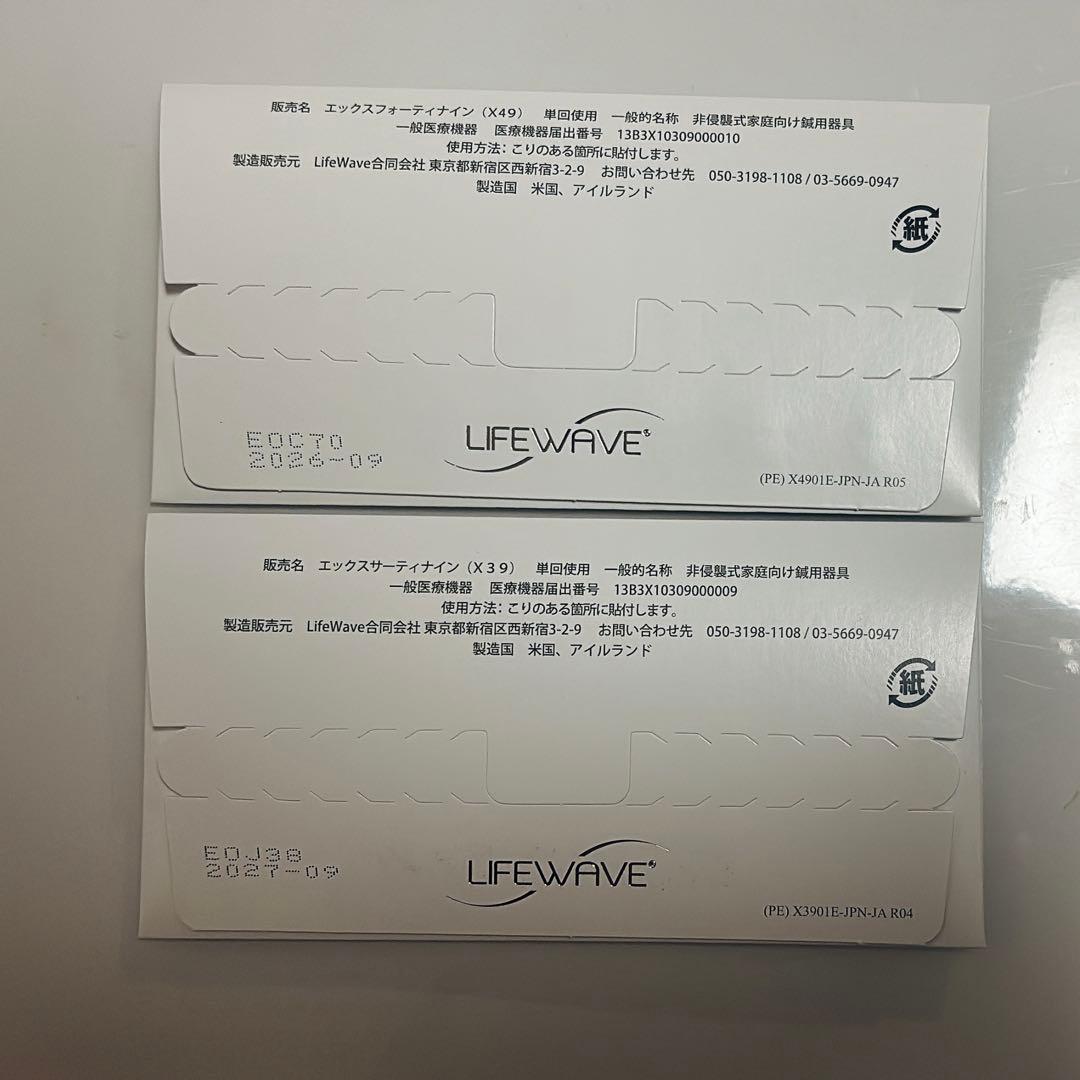 販売名 エックスフォーティナイン（X49） 単回使用 一般的名称 非侵襲式家庭向け鍼用器具
一般医療機器 医療機器届出番号 13B3X10309000010
使用方法：こりのある箇所に貼付します。
製造販売元 LifeWave合同会社 東京都新宿区西新宿3-2-9 お問い合わせ先 050-3198-1108 / 03-5669-0947
製造国 米国、アイルランド
紙
EOC70
2026-09
LIFEWAVE
(PE) X4901E-JPN-JA R05
販売名 エックスサーティナイン（X３９） 単回使用 一般的名称 非侵襲式家庭向け鍼用器具
一般医療機器 医療機器届出番号 13B3X10309000009
使用方法：こりのある箇所に貼付します。
製造販売元 LifeWave合同会社 東京都新宿区西新宿3-2-9 お問い合わせ先 050-3198-1108 / 03-5669-0947
製造国 米国、アイルランド
紙
EOJ38
2027-09
LIFEWAVE
(PE) X3901E-JPN-JA R04